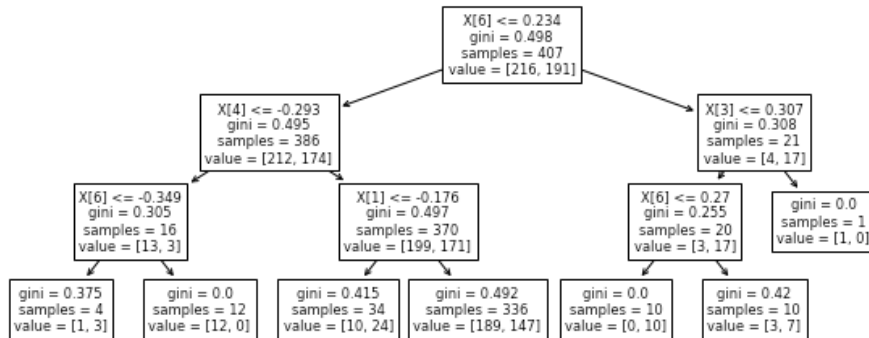 X[6] <= 0.234
gini = 0.498
samples = 407
value = [216, 191]
X[4] <= -0.293
gini = 0.495
samples = 386
value = [212, 174]
X[3] <= 0.307
gini = 0.308
samples = 21
value = [4, 17]
X[6] <= -0.349
gini = 0.305
samples = 16
value = [13, 3]
X[1] <= -0.176
gini = 0.497
samples = 370
value = [199, 171]
X[6] <= 0.27
gini = 0.255
samples = 20
value = [3, 17]
gini = 0.0
samples = 1
value = [1, 0]
gini = 0.375
samples = 4
value = [1, 3]
gini = 0.0
samples = 12
value = [12, 0]
gini = 0.415
samples = 34
value = [10, 24]
gini = 0.492
samples = 336
value = [189, 147]
gini = 0.0
samples = 10
value = [0, 10]
gini = 0.42
samples = 10
value = [3, 7]